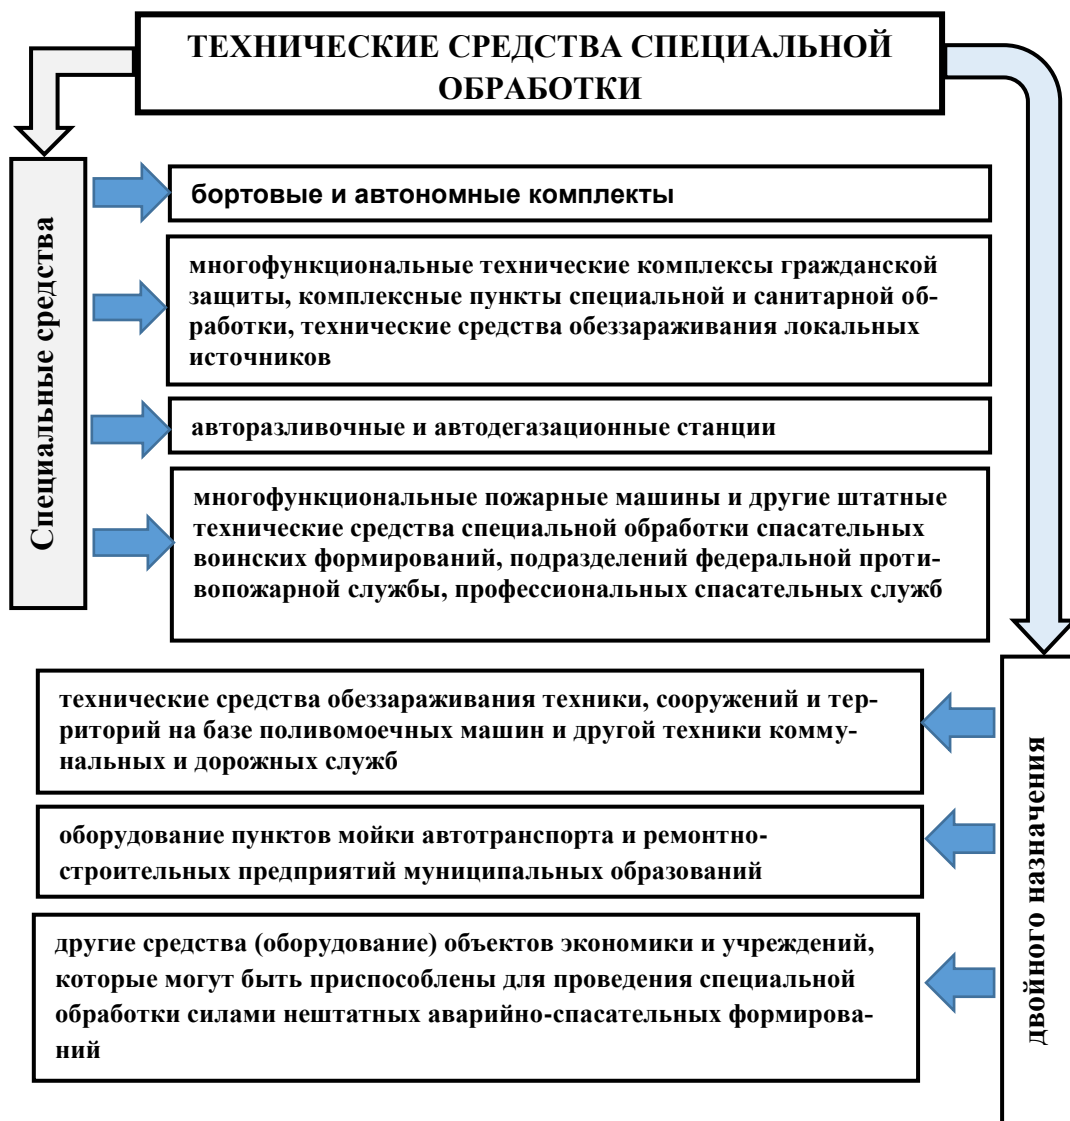 ТЕХНИЧЕСКИЕ СРЕДСТВА СПЕЦИАЛЬНОЙ
ОБРАБОТКИ
Специальные средства
бортовые и автономные комплекты
многофункциональные технические комплексы гражданской
защиты, комплексные пункты специальной и санитарной об-
работки, технические средства обеззараживания локальных
источников
авторазливочные и автодегазационные станции
многофункциональные пожарные машины и другие штатные
технические средства специальной обработки спасательных
воинских формирований, подразделений федеральной проти-
вопожарной службы, профессиональных спасательных служб
двойного назначения
технические средства обеззараживания техники, сооружений и тер-
риторий на базе поливомоечных машин и другой техники комму-
нальных и дорожных служб
оборудование пунктов мойки автотранспорта и ремонтно-
строительных предприятий муниципальных образований
другие средства (оборудование) объектов экономики и учреждений,
которые могут быть приспособлены для проведения специальной
обработки силами нештатных аварийно-спасательных формирова-
ний